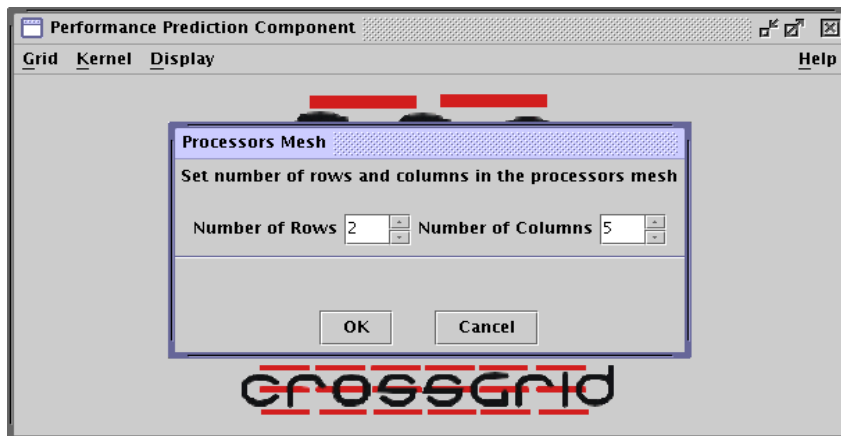 Performance Prediction Component
Grid Kernel Display Help
Processors Mesh
Set number of rows and columns in the processors mesh
Number of Rows 2 Number of Columns 5
OK Cancel
crossGrid